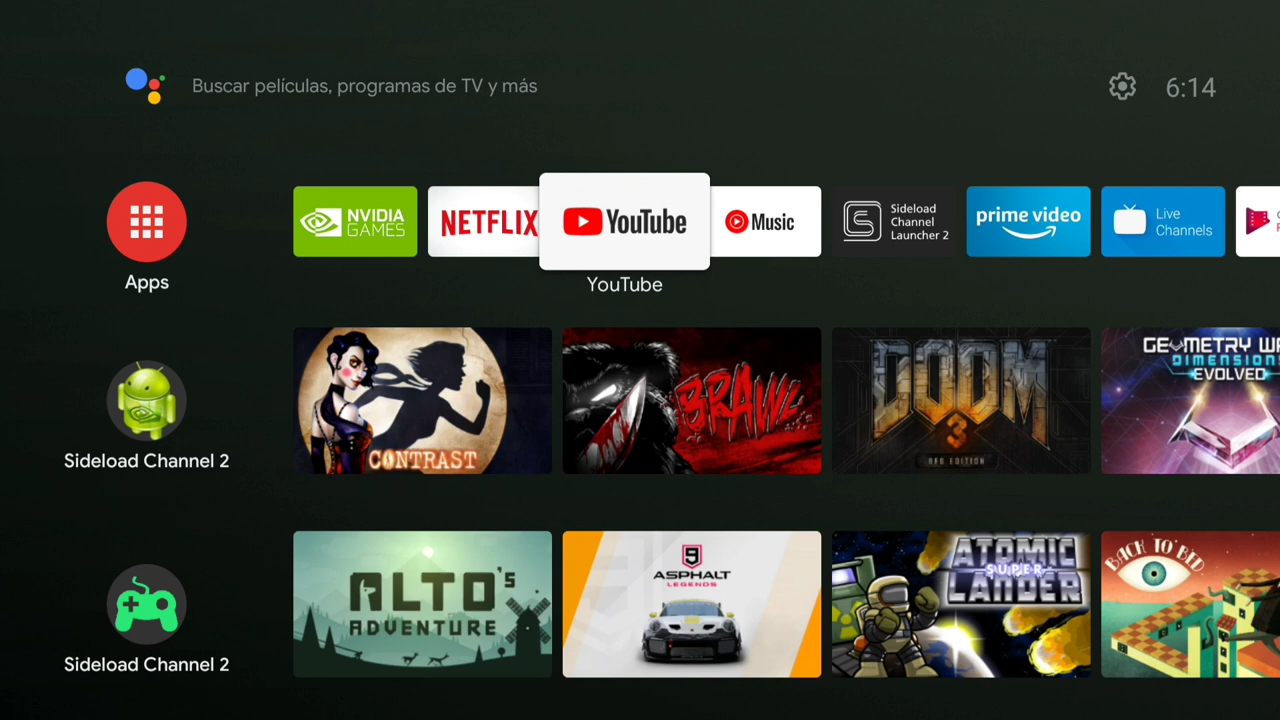 Buscar películas, programas de TV y más
6:14
Apps
NVIDIA
GAMES
NETFLIX
YouTube
Music
Sideload
Channel
Launcher 2
prime video
Live
Channels
YouTube
Sideload Channel 2
CONTRAST
BRAWL
DOOM
3
BFG EDITION
GEOMETRY WA
DIMENSIONS
EVOLVED
Sideload Channel 2
ALTO'S
ADVENTURE
9
ASPHALT
LEGENDS
ATOMIC
SUPER
LANDER
BACK TO BED